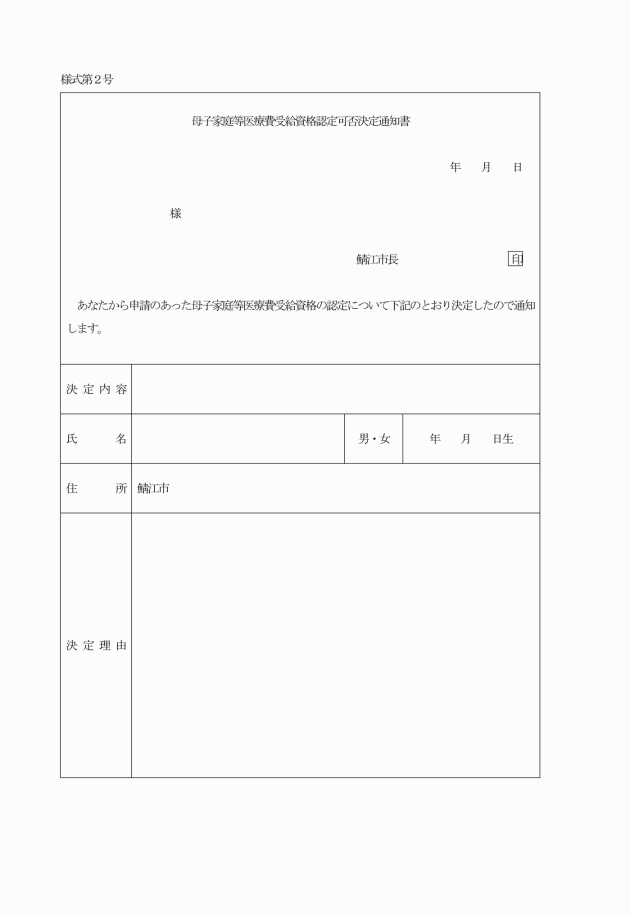 様式第２号
母子家庭等医療費受給資格認定可否決定通知書
年　　月　　日
様
鯖江市長　　　　　　　　　　印
　あなたから申請のあった母子家庭等医療費受給資格の認定について下記のとおり決定したので通知
します。
決定内容
氏　　　名　　男・女　　年　　月　　日生
住　　　所　鯖江市
決定理由